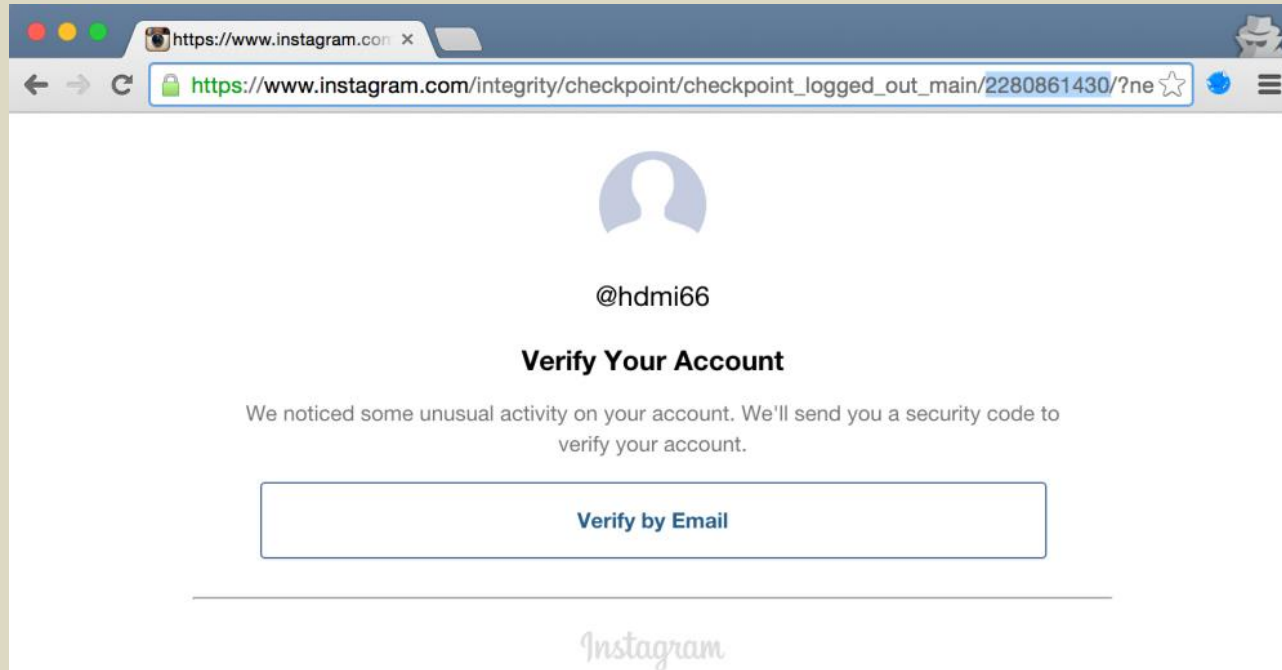 https://www.instagram.con
https://www.instagram.com/integrity/checkpoint/checkpoint_logged_out_main/2280861430/?ne
@hdmi66
Verify Your Account
We noticed some unusual activity on your account. We'll send you a security code to
verify your account.
Verify by Email
Instagram